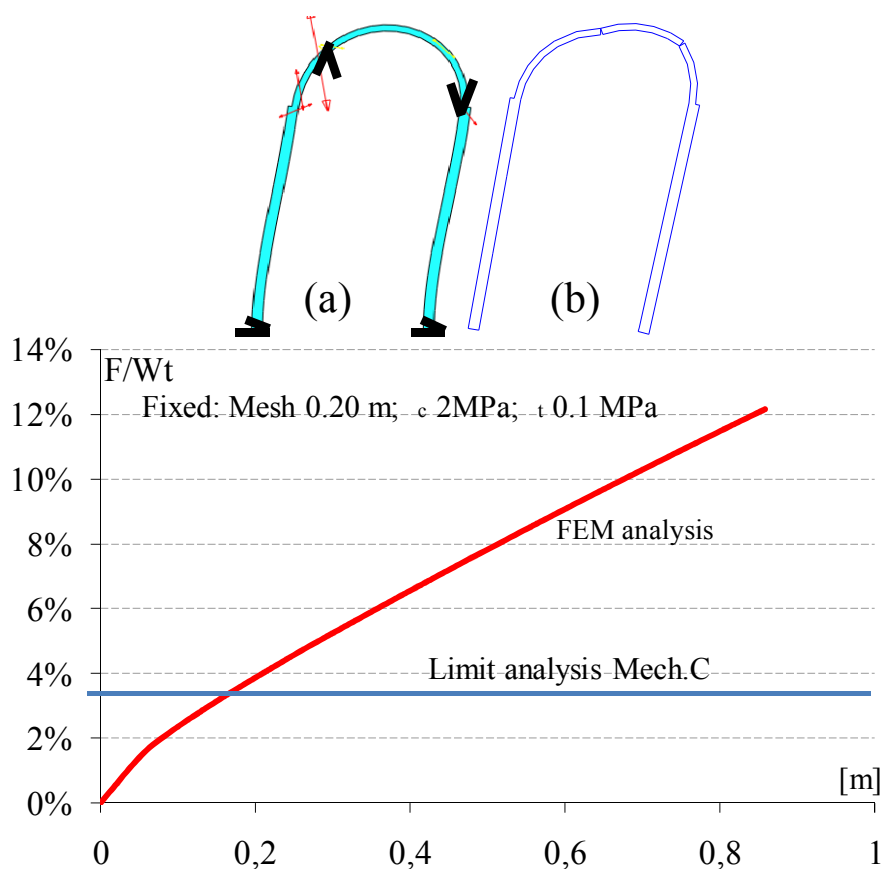 (a)
(b)
14%
F/Wt
Fixed: Mesh 0.20 m; c 2MPa; t 0.1 MPa
12%
10%
FEM analysis
8%
6%
Limit analysis Mech.C
4%
2%
[m]
0%
0
0,2
0,4
0,6
0,8
1